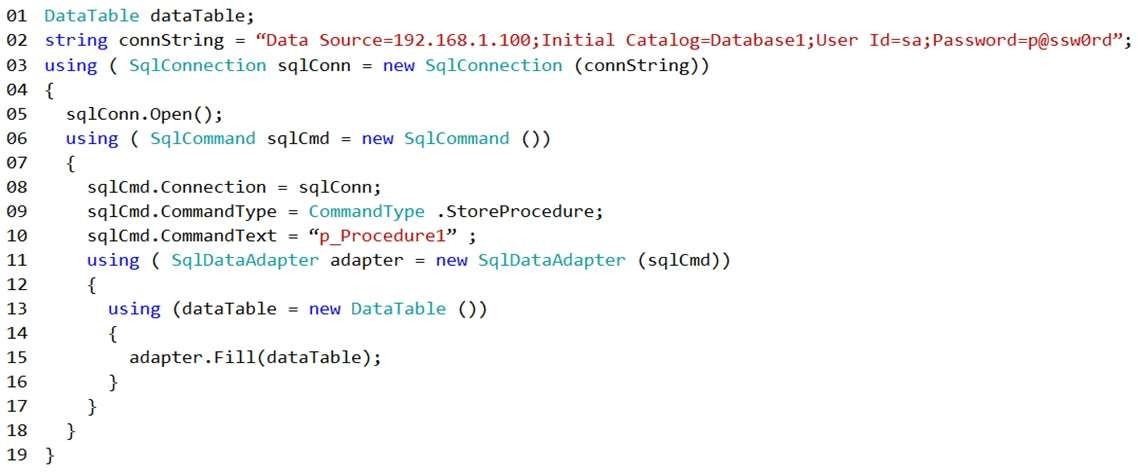 01 DataTable dataTable;
02 string connString = “Data Source=192.168.1.100;Initial Catalog=Database1;User Id=sa;Password=p@ssw0rd”;
03 using ( SqlConnection sqlConn = new SqlConnection (connString))
04 {
05 sqlConn.Open();
06 using ( SqlCommand sqlCmd = new SqlCommand ())
07 {
08 sqlCmd.Connection = sqlConn;
09 sqlCmd.CommandType = CommandType .StoreProcedure;
10 sqlCmd.CommandText = “p_Procedure1” ;
11 using ( SqlDataAdapter adapter = new SqlDataAdapter (sqlCmd))
12 {
13 using (dataTable = new DataTable ())
14 {
15 adapter.Fill(dataTable);
16 }
17 }
18 }
19 }